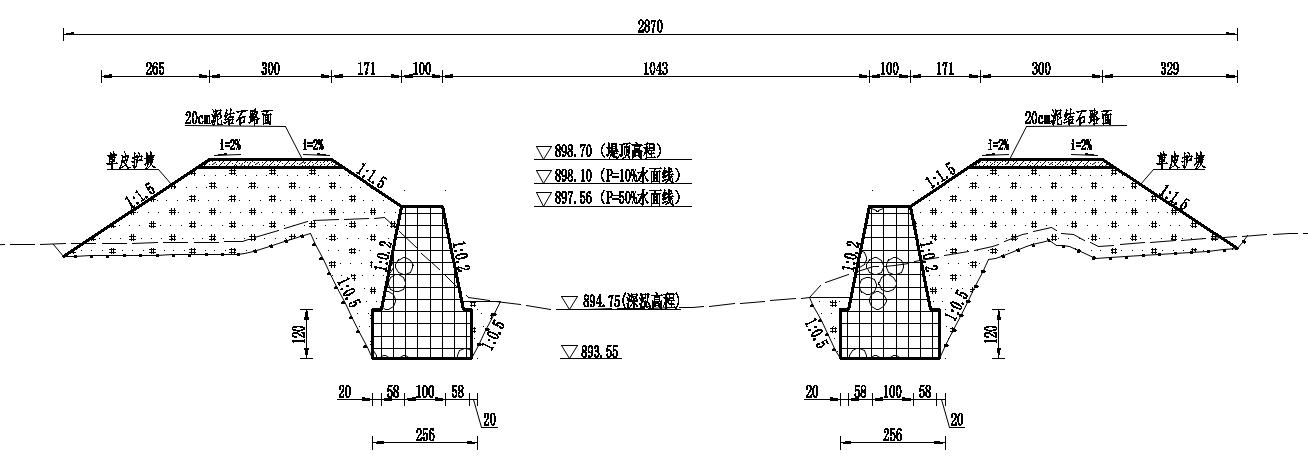 2870
265 300 171 100 1043 100 171 300 329
20cm泥结石路面 20cm泥结石路面
i=2% i=2% i=2% i=2%
草皮护坡 898.70 (堤顶高程) 草皮护坡
1:1.5 1:1.5 898.10 (P=10%水面线) 1:1.5 1:1.5
897.56 (P=50%水面线)
1:0.2 1:0.2 1:0.2 1:0.2
1:0.5 894.75(深泓高程) 1:0.5
120 1:0.5 1:0.5 120
893.55
20 58 100 58 20 20 58 100 58 20
256 256